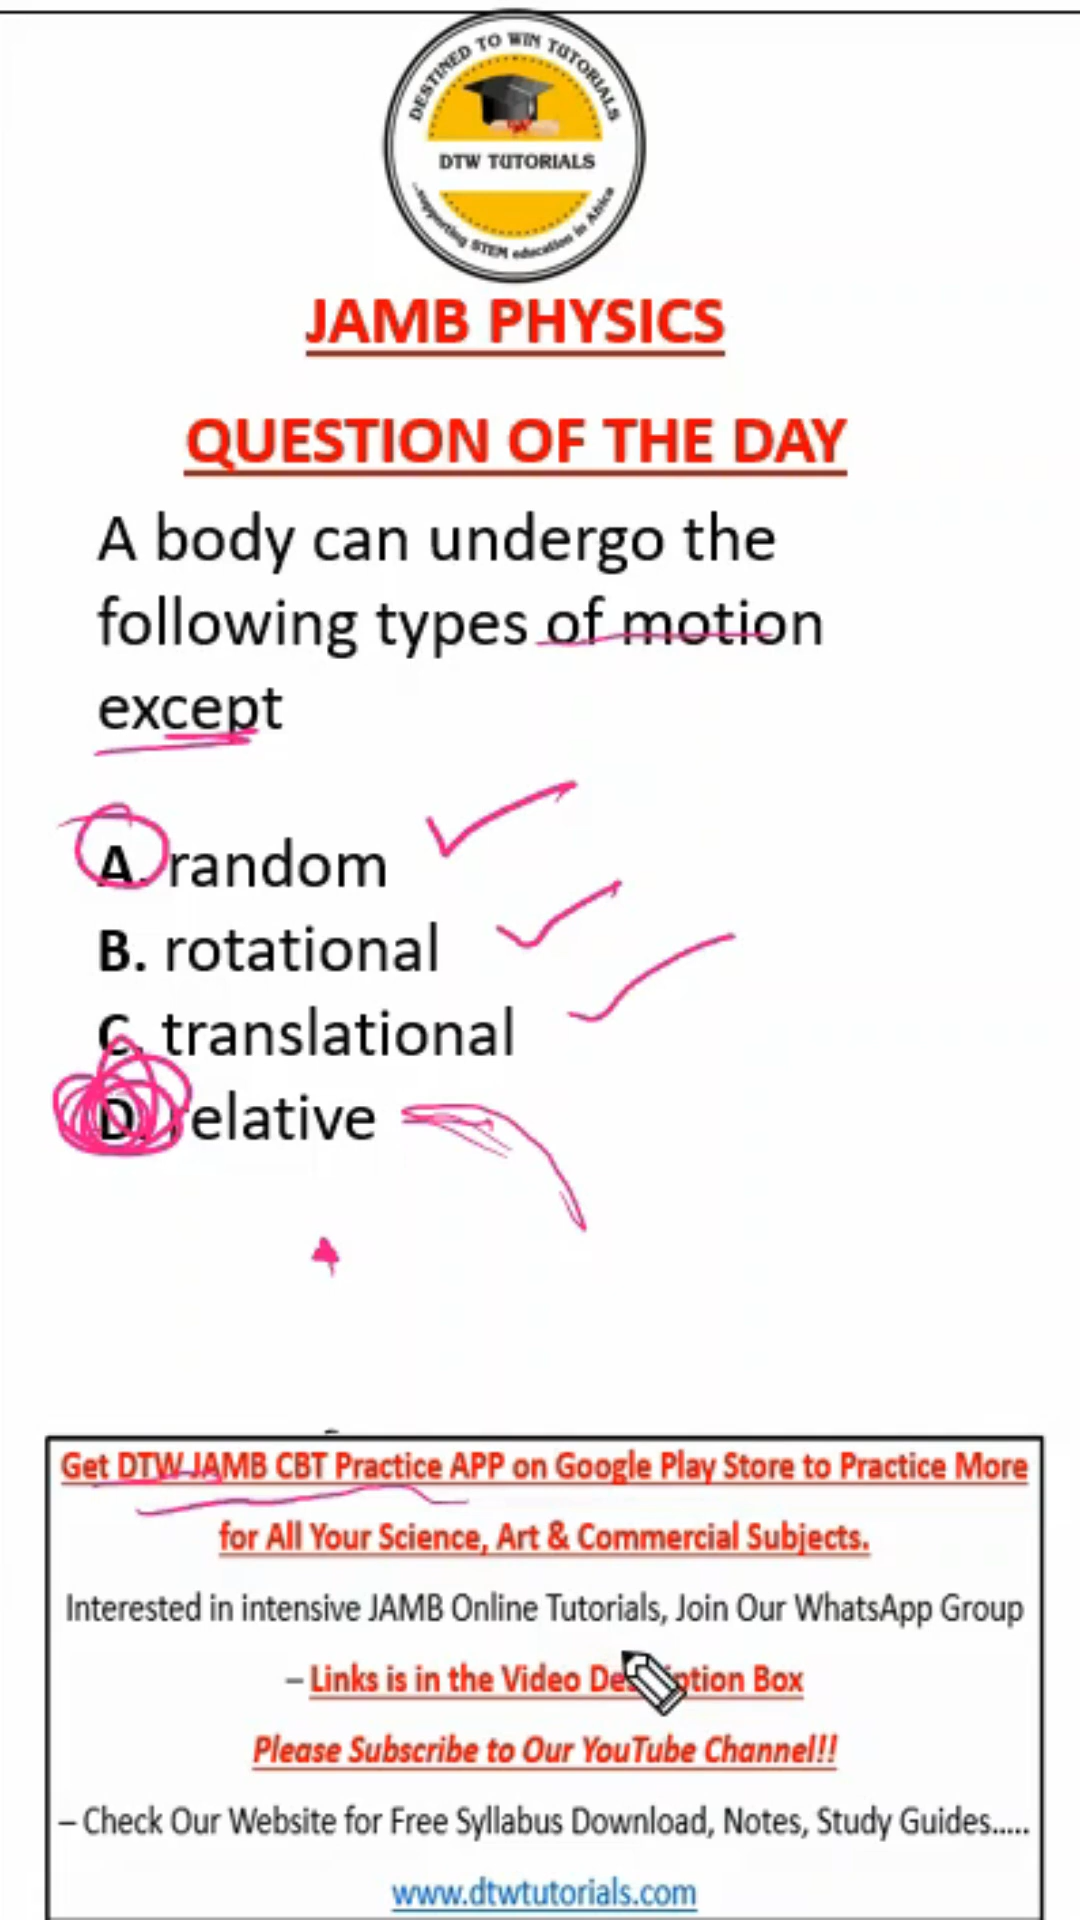 DESTINED TO WIN TUTORIALS
DTW TUTORIALS
...supporting STEM education in Africa
JAMB PHYSICS
QUESTION OF THE DAY
A body can undergo the
following types of motion
except
A. random
B. rotational
C. translational
D. relative
Get DTW JAMB CBT Practice APP on Google Play Store to Practice More
for All Your Science, Art & Commercial Subjects.
Interested in intensive JAMB Online Tutorials, Join Our WhatsApp Group
– Links is in the Video Description Box
Please Subscribe to Our YouTube Channel!!
– Check Our Website for Free Syllabus Download, Notes, Study Guides.....
www.dtwtutorials.com